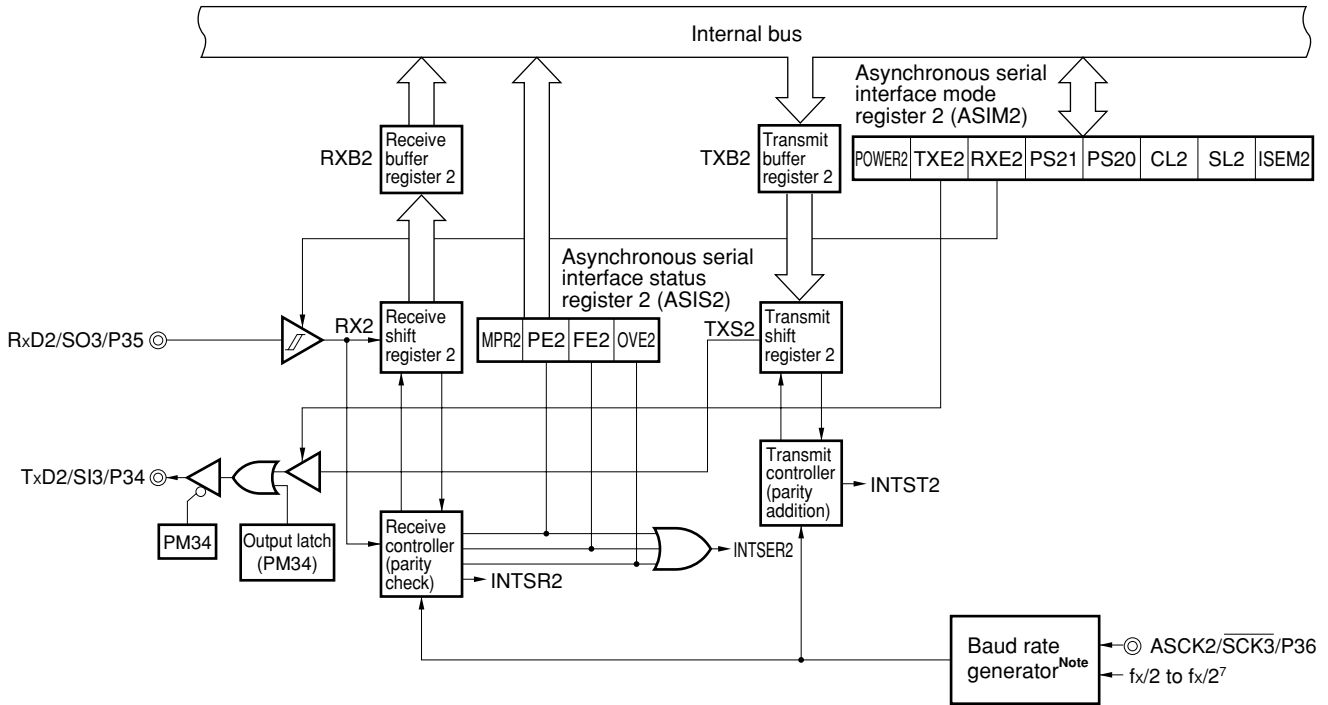 Internal bus
Asynchronous serial
interface mode
register 2 (ASIM2)
RXB2
Receive
buffer
register 2
TXB2
Transmit
buffer
register 2
POWER2 TXE2 RXE2 PS21 PS20 CL2 SL2 ISEM2
Asynchronous serial
interface status
register 2 (ASIS2)
RxD2/SO3/P35
RX2
Receive
shift
register 2
MPR2 PE2 FE2 OVE2
TXS2
Transmit
shift
register 2
TxD2/SI3/P34
PM34
Output latch
(PM34)
Receive
controller
(parity
check)
INTSR2
INTSER2
Transmit
controller
(parity
addition)
INTST2
Baud rate
generatorNote
ASCK2/SCK3/P36
fx/2 to fx/2⁷